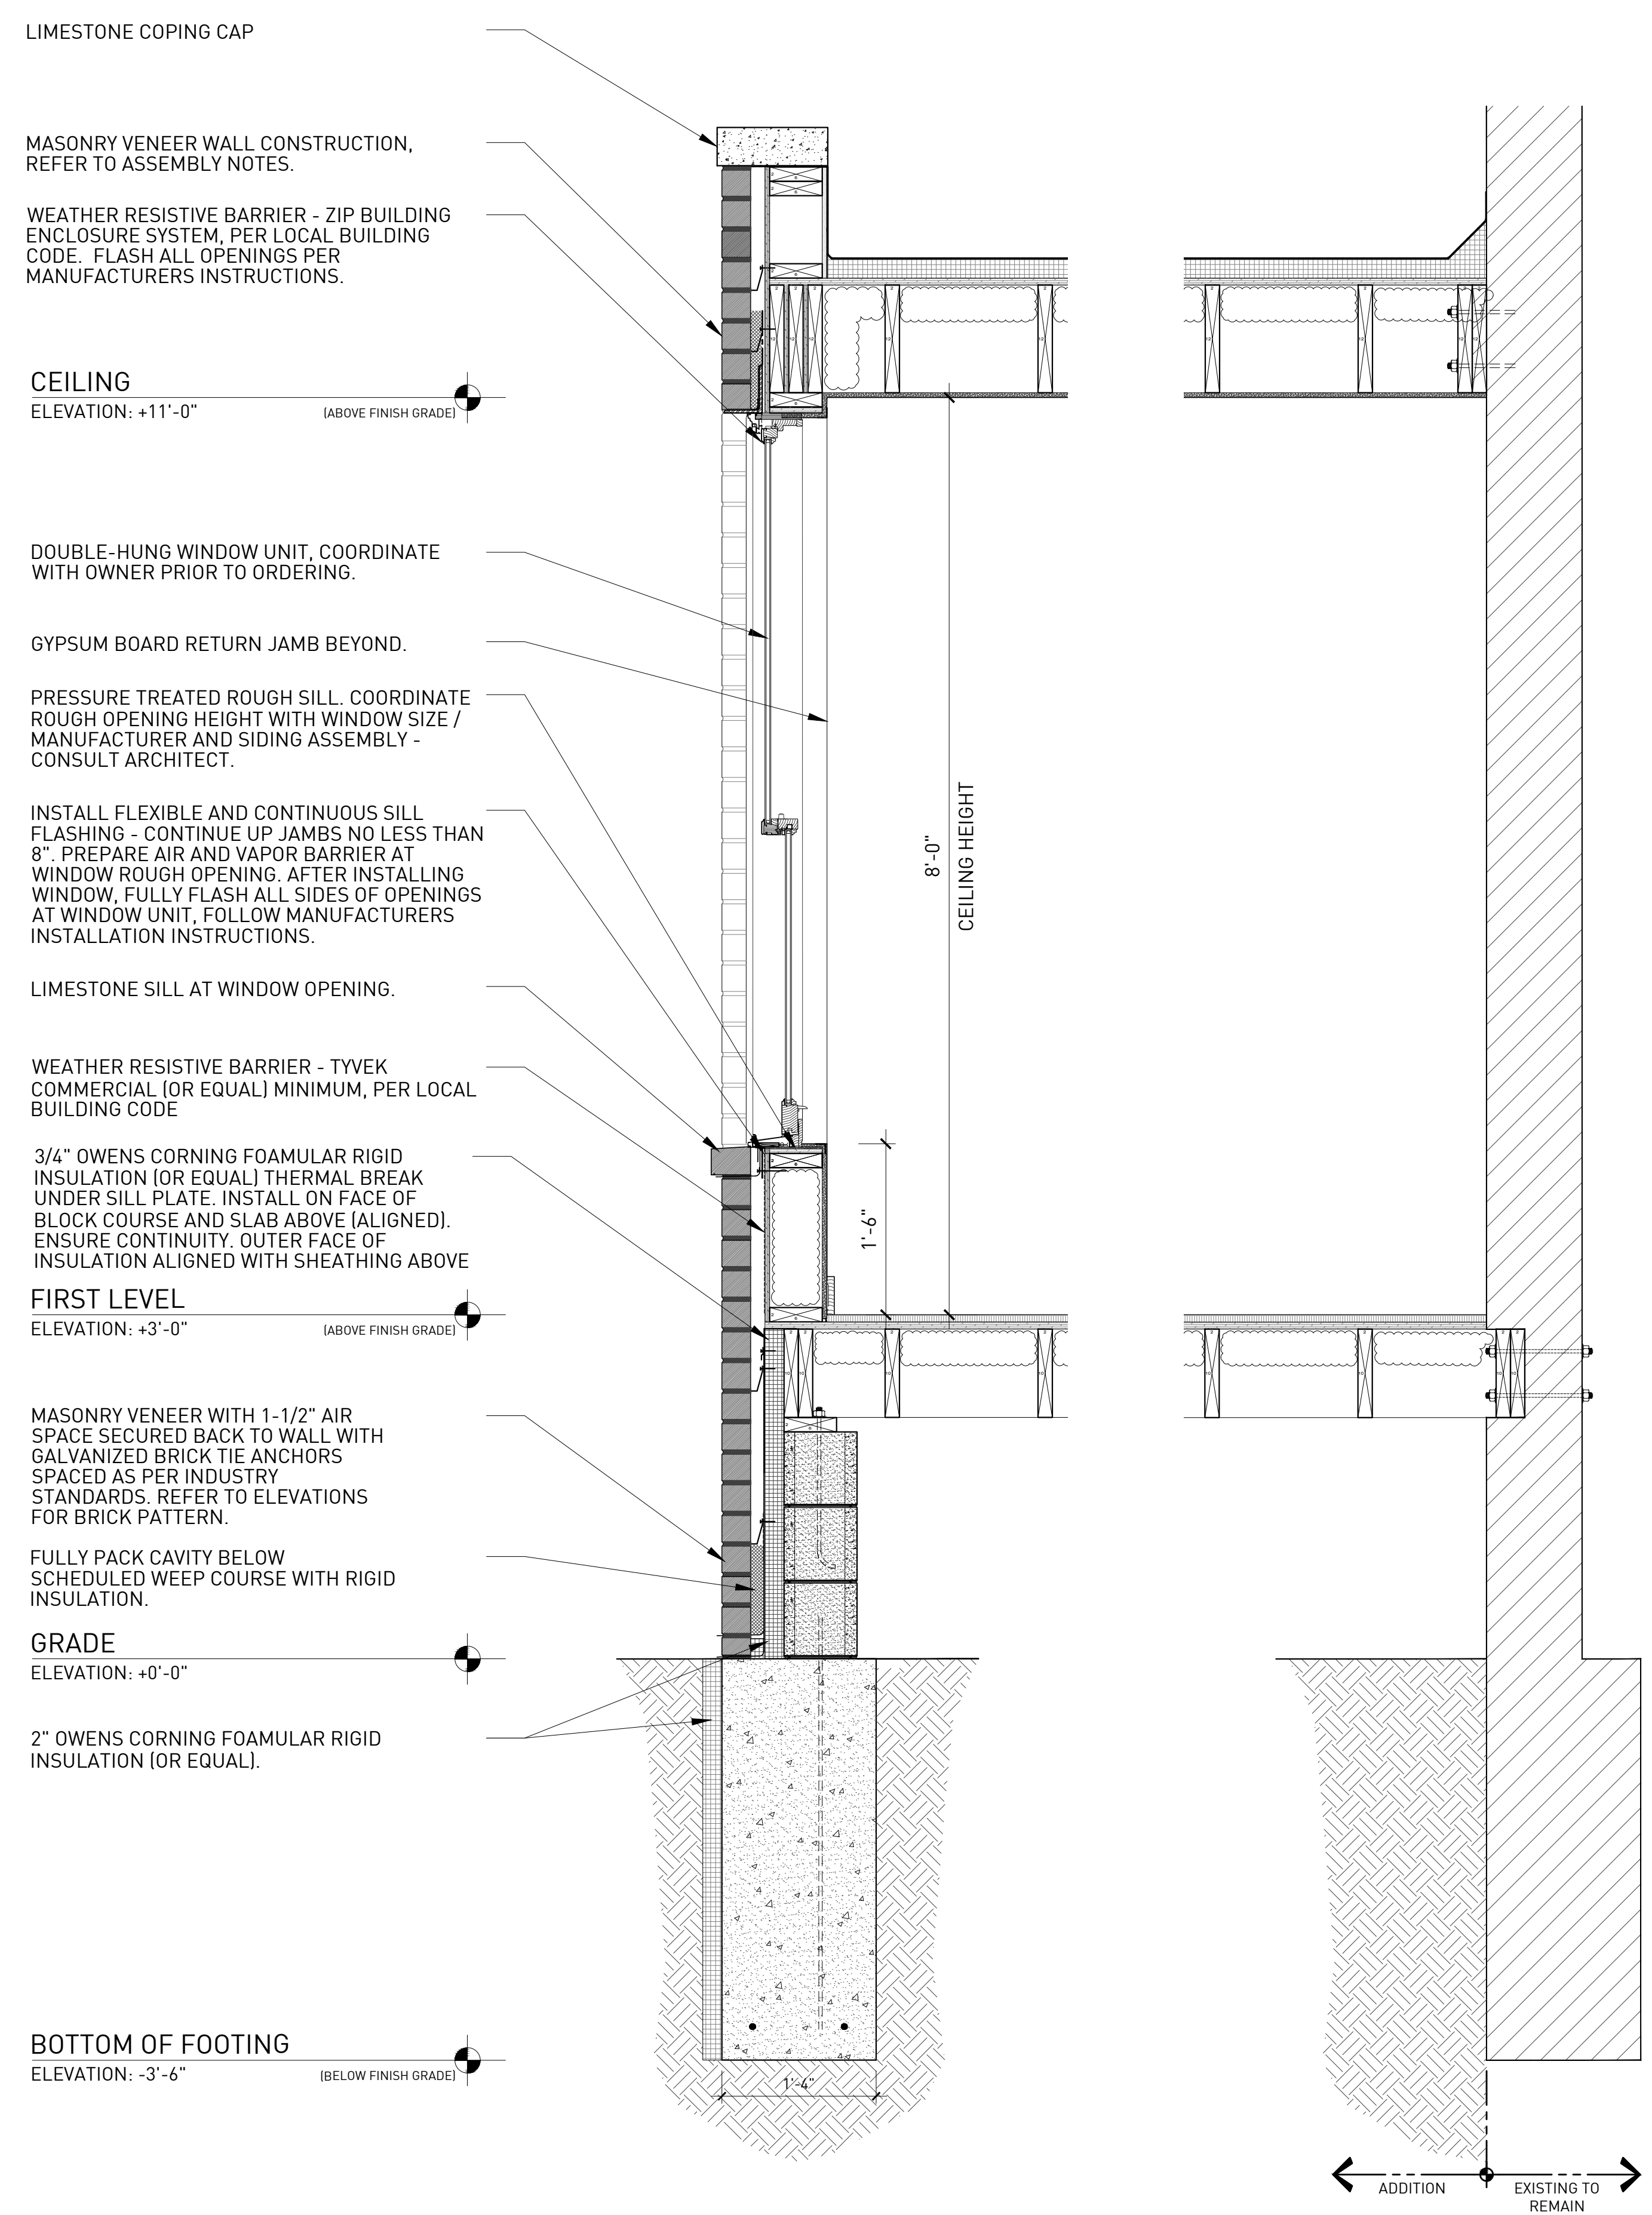 LIMESTONE COPING CAP
MASONRY VENEER WALL CONSTRUCTION,
REFER TO ASSEMBLY NOTES.
WEATHER RESISTIVE BARRIER - ZIP BUILDING
ENCLOSURE SYSTEM, PER LOCAL BUILDING
CODE.  FLASH ALL OPENINGS PER
MANUFACTURERS INSTRUCTIONS.
CEILING
ELEVATION: +11'-0"
(ABOVE FINISH GRADE)
DOUBLE-HUNG WINDOW UNIT, COORDINATE
WITH OWNER PRIOR TO ORDERING.
GYPSUM BOARD RETURN JAMB BEYOND.
PRESSURE TREATED ROUGH SILL. COORDINATE
ROUGH OPENING HEIGHT WITH WINDOW SIZE /
MANUFACTURER AND SIDING ASSEMBLY -
CONSULT ARCHITECT.
INSTALL FLEXIBLE AND CONTINUOUS SILL
FLASHING - CONTINUE UP JAMBS NO LESS THAN
8". PREPARE AIR AND VAPOR BARRIER AT
WINDOW ROUGH OPENING. AFTER INSTALLING
WINDOW, FULLY FLASH ALL SIDES OF OPENINGS
AT WINDOW UNIT, FOLLOW MANUFACTURERS
INSTALLATION INSTRUCTIONS.
LIMESTONE SILL AT WINDOW OPENING.
WEATHER RESISTIVE BARRIER - TYVEK
COMMERCIAL (OR EQUAL) MINIMUM, PER LOCAL
BUILDING CODE
3/4" OWENS CORNING FOAMULAR RIGID
INSULATION (OR EQUAL) THERMAL BREAK
UNDER SILL PLATE. INSTALL ON FACE OF
BLOCK COURSE AND SLAB ABOVE (ALIGNED).
ENSURE CONTINUITY. OUTER FACE OF
INSULATION ALIGNED WITH SHEATHING ABOVE
FIRST LEVEL
ELEVATION: +3'-0"
(ABOVE FINISH GRADE)
MASONRY VENEER WITH 1-1/2" AIR
SPACE SECURED BACK TO WALL WITH
GALVANIZED BRICK TIE ANCHORS
SPACED AS PER INDUSTRY
STANDARDS. REFER TO ELEVATIONS
FOR BRICK PATTERN.
FULLY PACK CAVITY BELOW
SCHEDULED WEEP COURSE WITH RIGID
INSULATION.
GRADE
ELEVATION: +0'-0"
2" OWENS CORNING FOAMULAR RIGID
INSULATION (OR EQUAL).
BOTTOM OF FOOTING
ELEVATION: -3'-6"
(BELOW FINISH GRADE)
8'-0"
CEILING HEIGHT
1'-6"
1'-4"
ADDITION
EXISTING TO
REMAIN